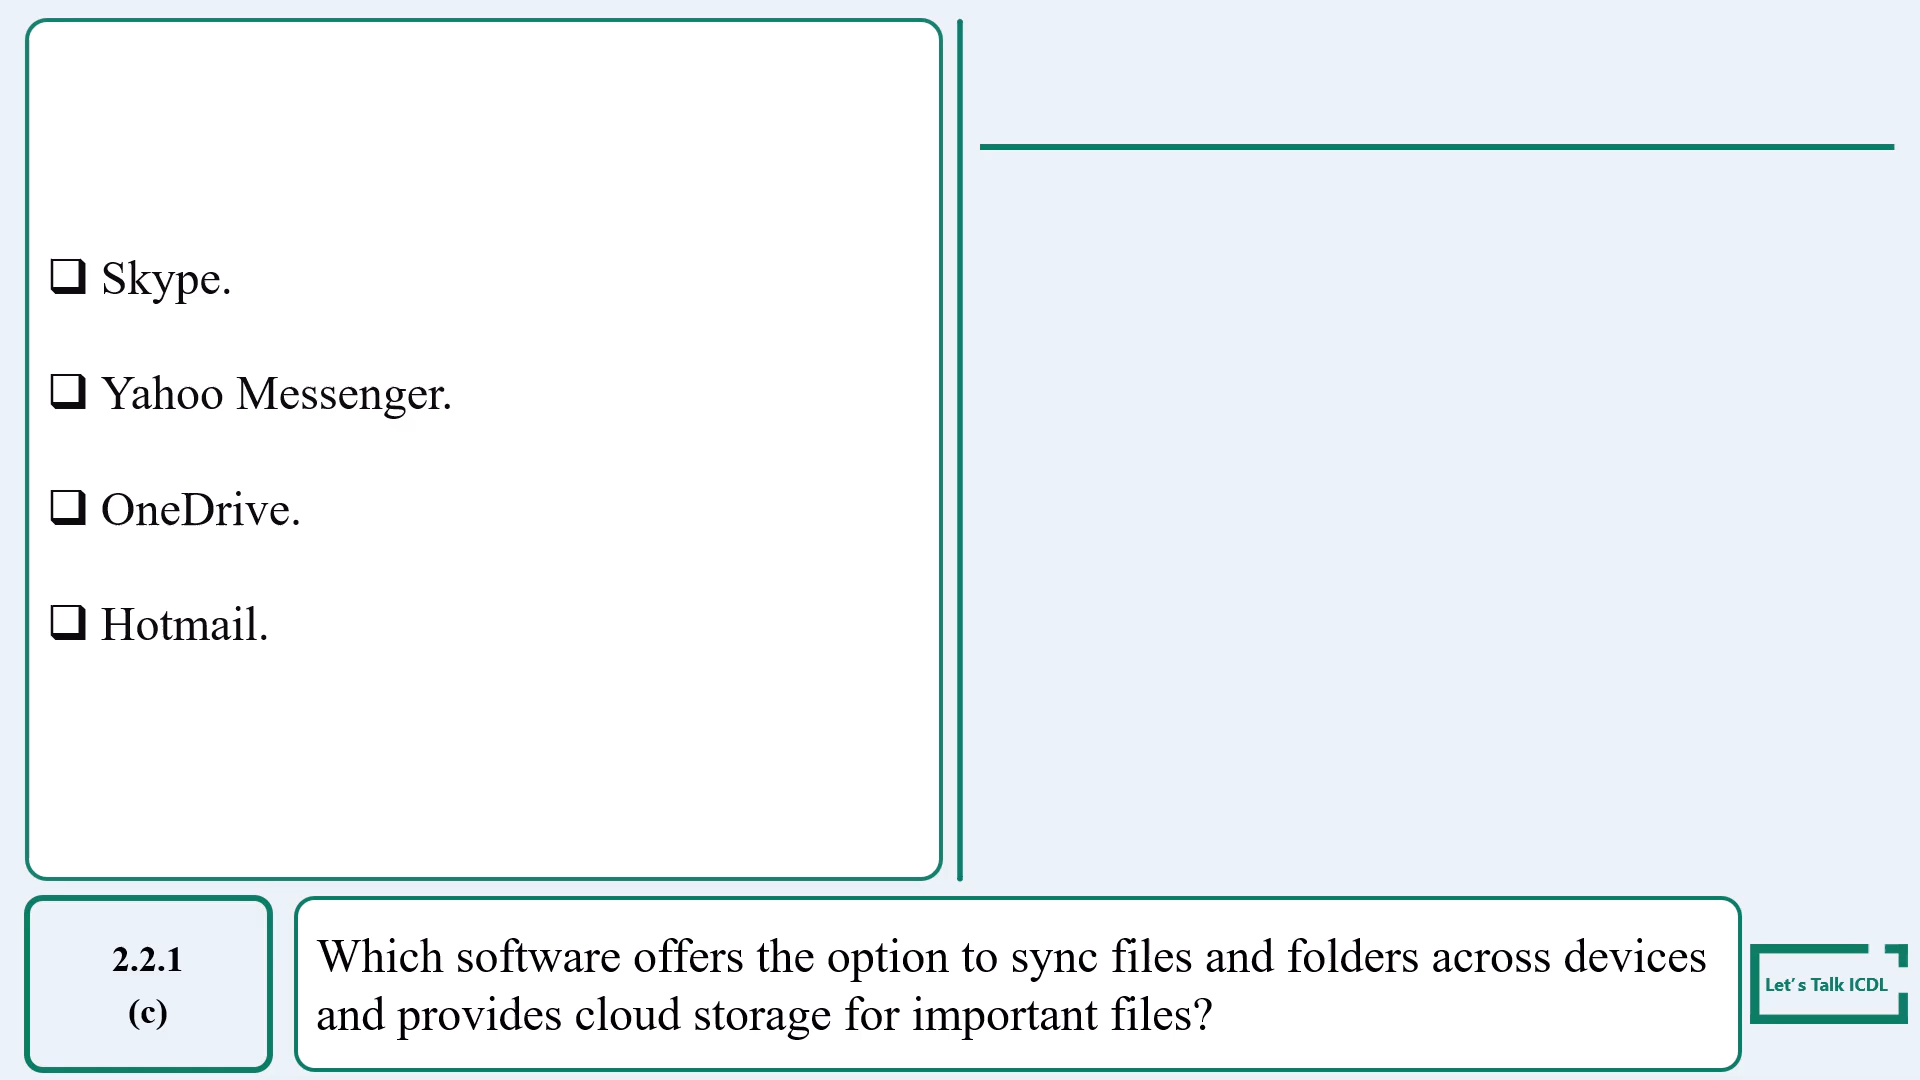 ❑ Skype.
❑ Yahoo Messenger.
❑ OneDrive.
❑ Hotmail.
2.2.1
(c)
Which software offers the option to sync files and folders across devices
and provides cloud storage for important files?
Let’s Talk ICDL